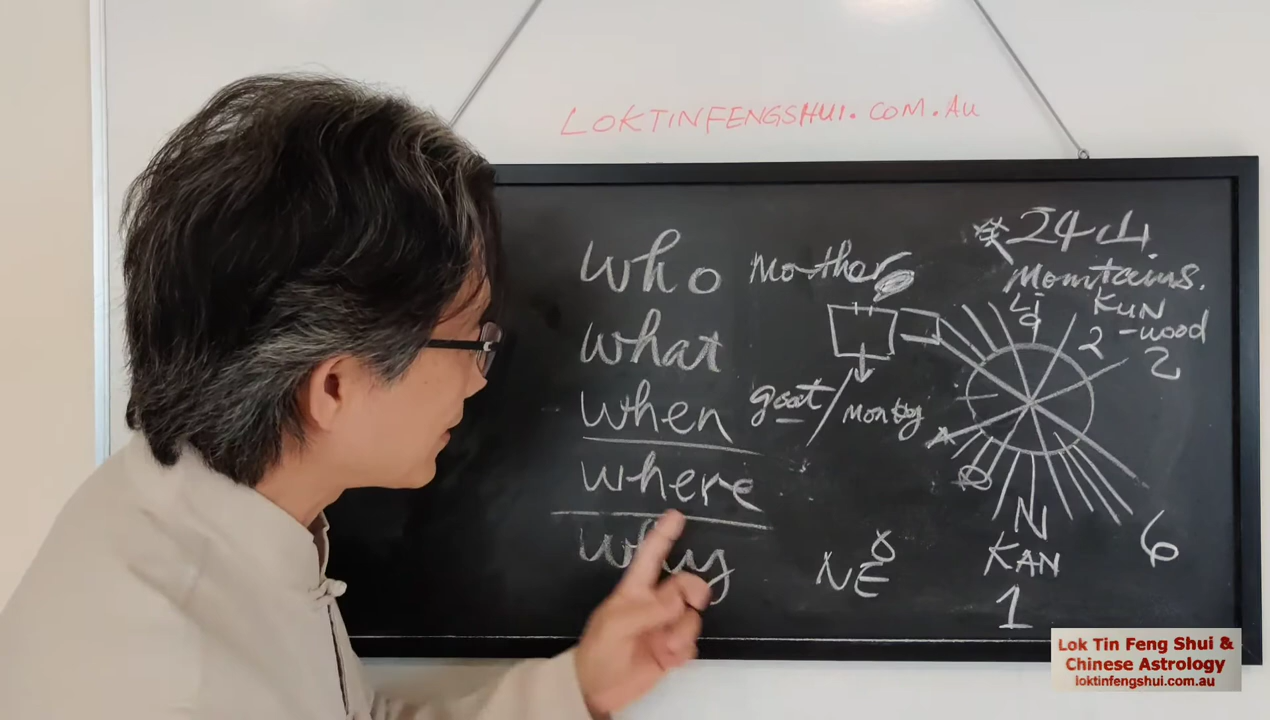 LOKTINFENGSHUI.COM.AU
who mother
what
when goat / monkey
where
why
24山
Mountains.
Li KUN
9 2 -wood
2
N
KAN
1
6
8
NE
Lok Tin Feng Shui &
Chinese Astrology
loktinfengshui.com.au